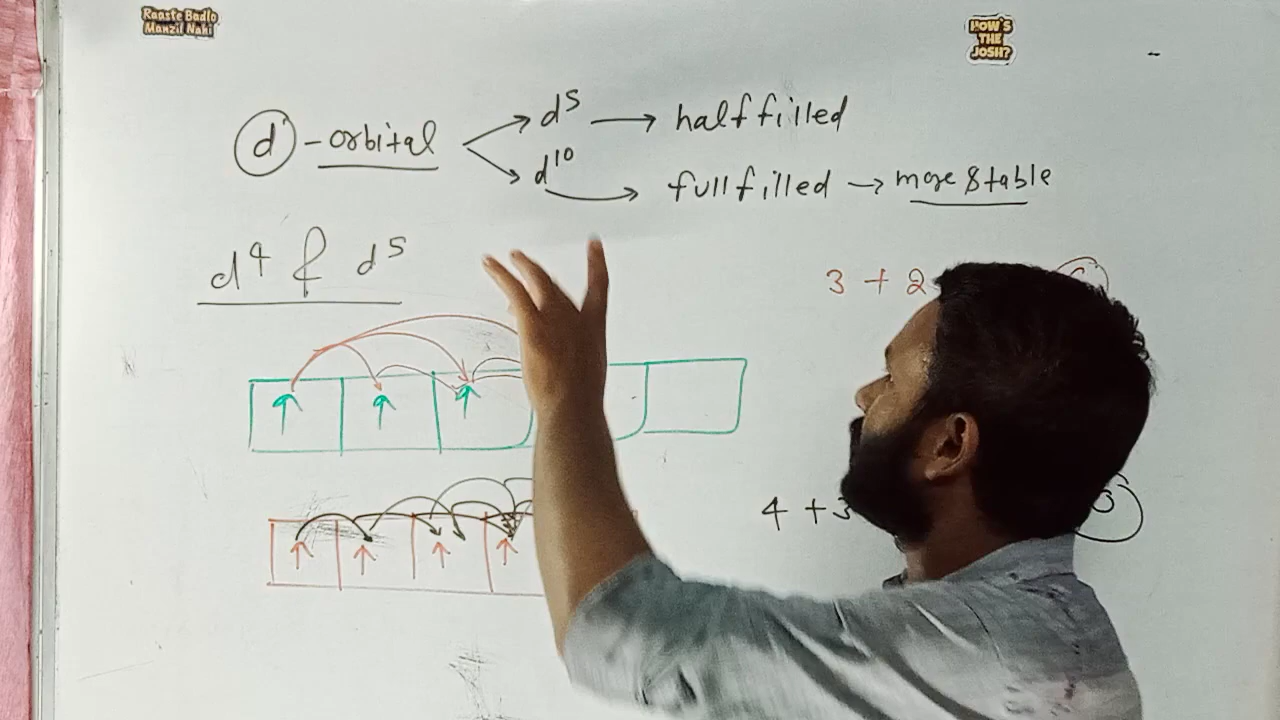 Raaste Badlo
Manzil Nahi
HOW'S
THE
JOSH?
d - orbital
d⁵ → half filled
d¹⁰ → full filled → more stable
d⁴ & d⁵
3 + 2
4 + 3